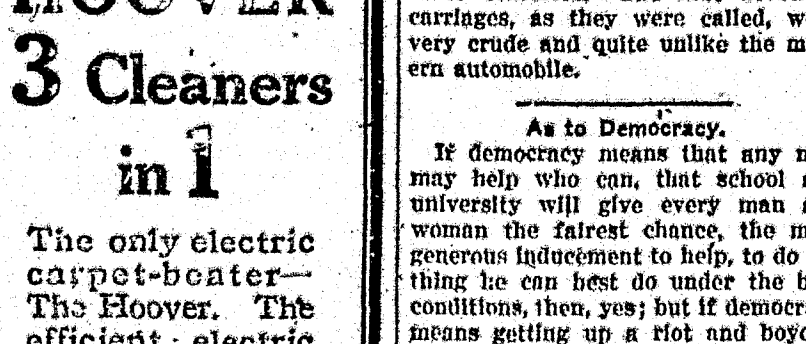 HOOVER
3 Cleaners
in 1
The only electric
carpet-beater—
The Hoover. The
efficient electric
carriages, as they were called, w
very crude and quite unlike the m
ern automobile.
As to Democracy.
If democracy means that any
may help who can, that school
university will give every man
woman the fairest chance, the m
generous inducement to help, to do
thing he can best do under the b
conditions, then, yes; but if democr
means getting up a riot and boyc